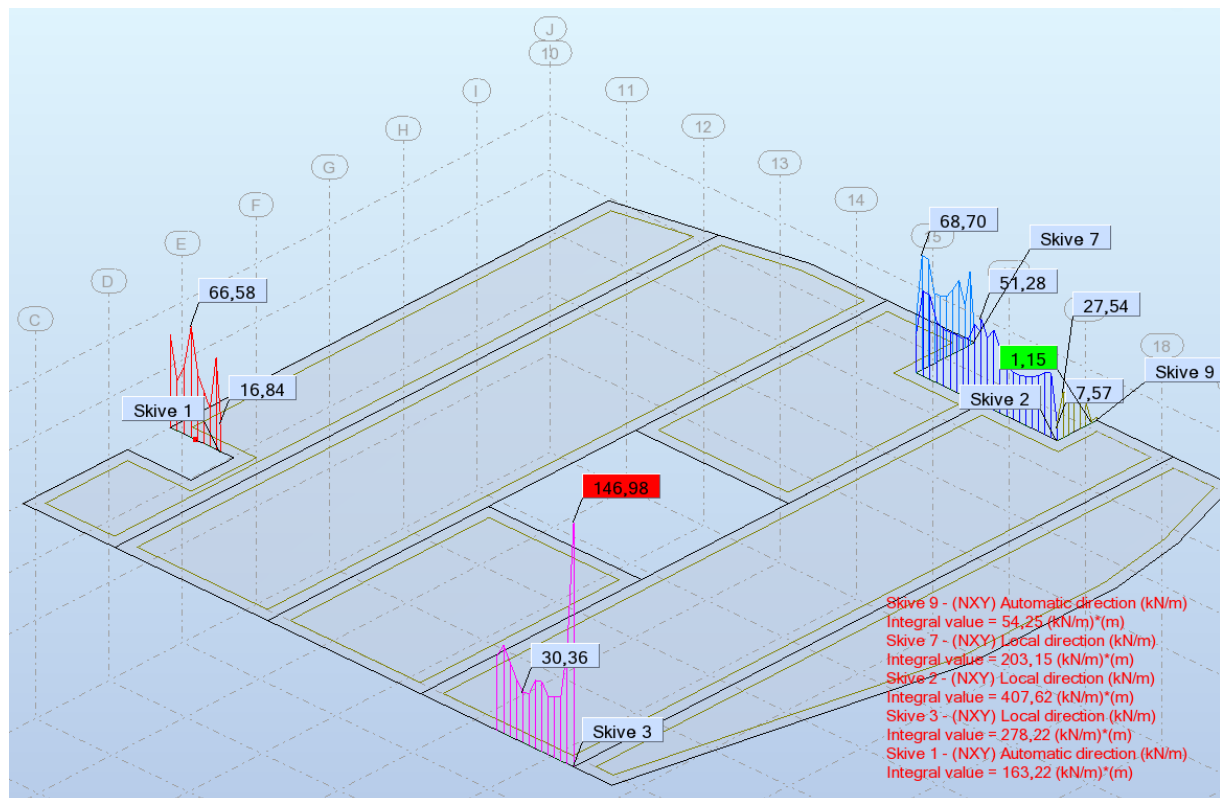 J
10
I
11
H
12
G
13
F
14
E
5
D
C
18
68,70
Skive 7
51,28
27,54
1,15
Skive 9
7,57
Skive 2
66,58
16,84
Skive 1
146,98
30,36
Skive 3
Skive 9 - (NXY) Automatic direction (kN/m)
Integral value = 54,25 (kN/m)*(m)
Skive 7 - (NXY) Local direction (kN/m)
Integral value = 203,15 (kN/m)*(m)
Skive 2 - (NXY) Local direction (kN/m)
Integral value = 407,62 (kN/m)*(m)
Skive 3 - (NXY) Local direction (kN/m)
Integral value = 278,22 (kN/m)*(m)
Skive 1 - (NXY) Automatic direction (kN/m)
Integral value = 163,22 (kN/m)*(m)